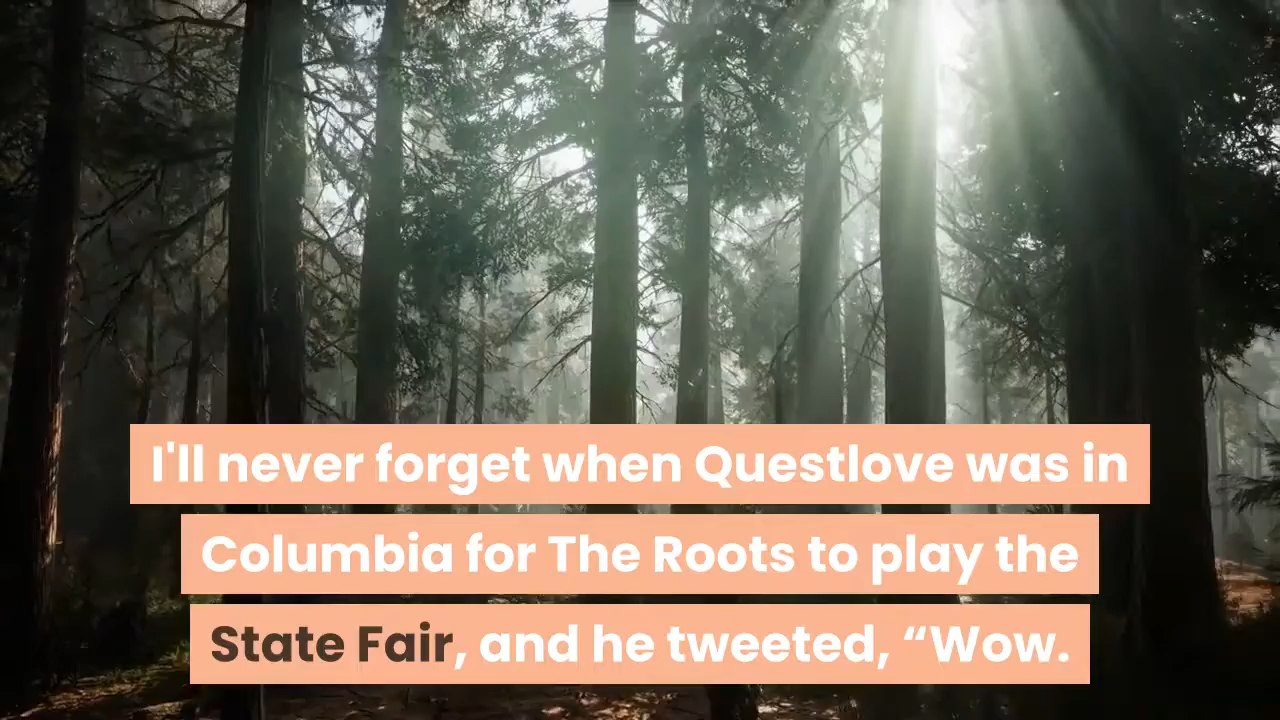 I'll never forget when Questlove was in
Columbia for The Roots to play the
State Fair, and he tweeted, “Wow.